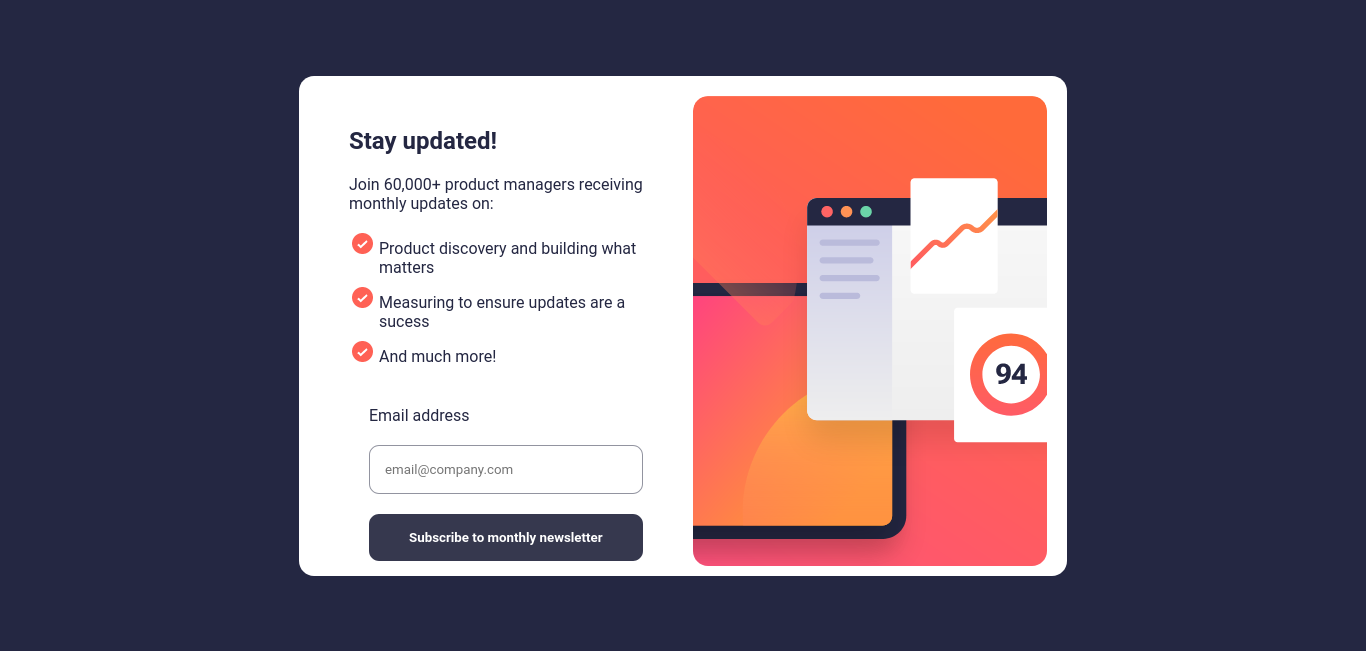 Stay updated!
Join 60,000+ product managers receiving
monthly updates on:
Product discovery and building what
matters
Measuring to ensure updates are a
sucess
And much more!
Email address
email@company.com
Subscribe to monthly newsletter
94